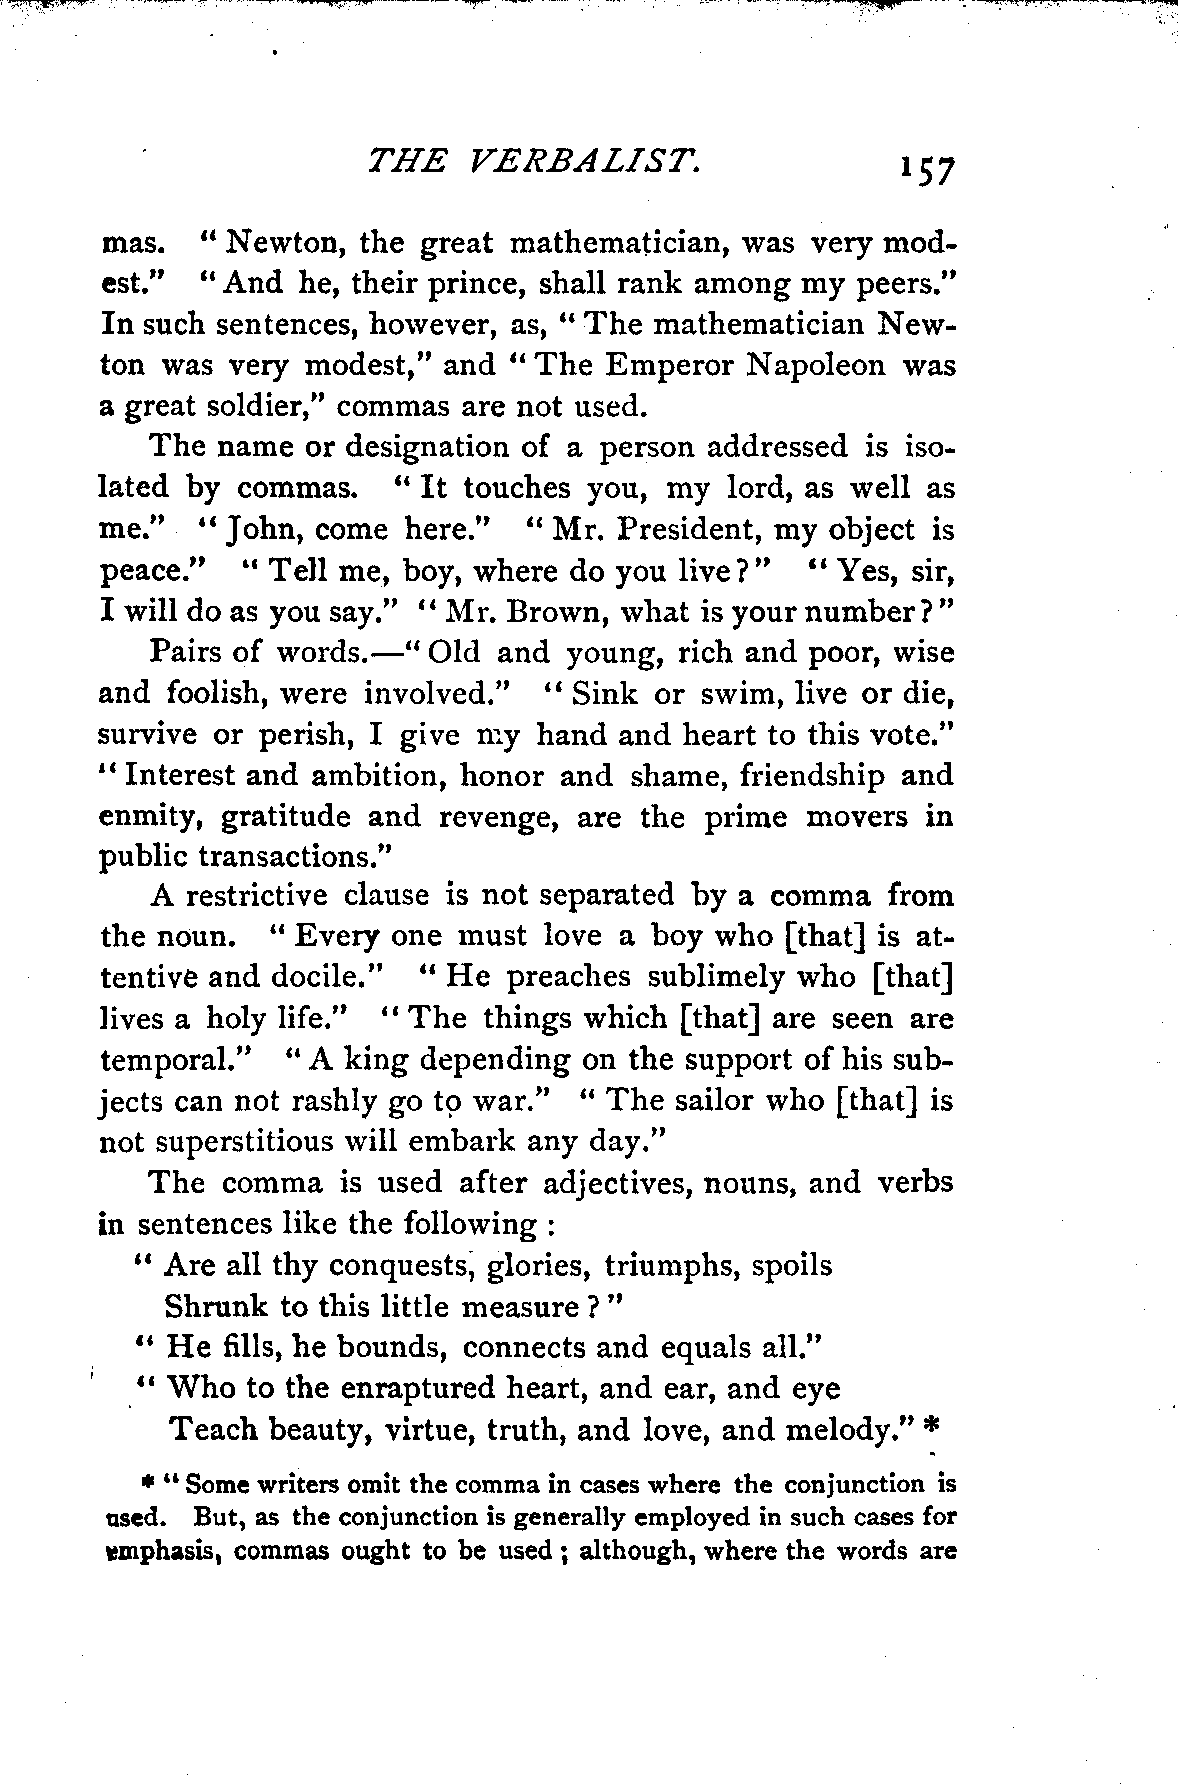 THE VERBALIST. 157
mas. “ Newton, the great mathematician, was very mod-
est.” “ And he, their prince, shall rank among my peers.”
In such sentences, however, as, “ The mathematician New-
ton was very modest,” and “ The Emperor Napoleon was
a great soldier,” commas are not used.
The name or designation of a person addressed is iso-
lated by commas. “ It touches you, my lord, as well as
me.” “ John, come here.” “ Mr. President, my object is
peace.” “ Tell me, boy, where do you live?” “ Yes, sir,
I will do as you say.” “ Mr. Brown, what is your number?”
Pairs of words.—“ Old and young, rich and poor, wise
and foolish, were involved.” “ Sink or swim, live or die,
survive or perish, I give my hand and heart to this vote.”
“ Interest and ambition, honor and shame, friendship and
enmity, gratitude and revenge, are the prime movers in
public transactions.”
A restrictive clause is not separated by a comma from
the noun. “ Every one must love a boy who [that] is at-
tentive and docile.” “ He preaches sublimely who [that]
lives a holy life.” “ The things which [that] are seen are
temporal.” “ A king depending on the support of his sub-
jects can not rashly go to war.” “ The sailor who [that] is
not superstitious will embark any day.”
The comma is used after adjectives, nouns, and verbs
in sentences like the following :
“ Are all thy conquests, glories, triumphs, spoils
Shrunk to this little measure ? ”
“ He fills, he bounds, connects and equals all.”
“ Who to the enraptured heart, and ear, and eye
Teach beauty, virtue, truth, and love, and melody.” *
* “ Some writers omit the comma in cases where the conjunction is
used. But, as the conjunction is generally employed in such cases for
emphasis, commas ought to be used ; although, where the words are